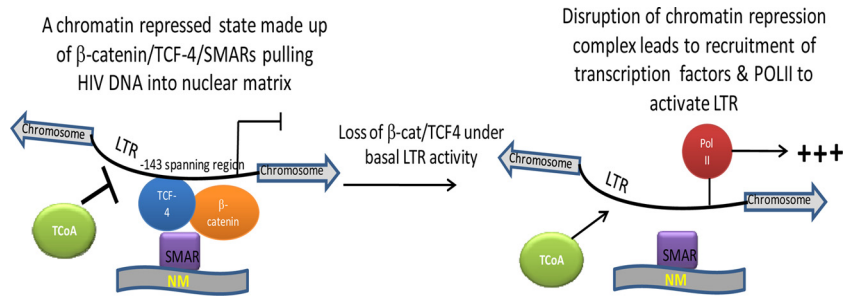 A chromatin repressed state made up
of β-catenin/TCF-4/SMARs pulling
HIV DNA into nuclear matrix
Chromosome
LTR
-143 spanning region
Chromosome
TCoA
TCF-
4
β-
catenin
SMAR
NM
Loss of β-cat/TCF4 under
basal LTR activity
Disruption of chromatin repression
complex leads to recruitment of
transcription factors & POLII to
activate LTR
Chromosome
LTR
Pol
II
+++
Chromosome
TCoA
SMAR
NM